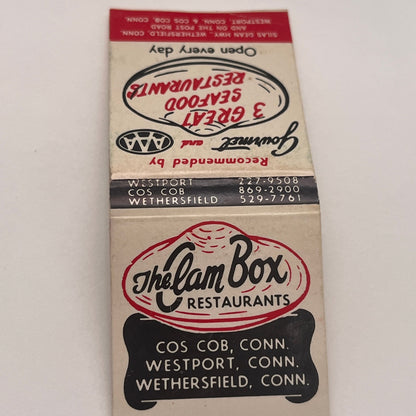 Recommended by
Gourmet and AAA
3 GREAT
SEAFOOD
RESTAURANTS
Open every day
SILAS DEAN HWY. WETHERSFIELD, CONN.
AND ON THE POST ROAD
WESTPORT, CONN. & COS COB, CONN.
WESTPORT 227-9508
COS COB 869-2900
WETHERSFIELD 529-7761
The Clam Box
RESTAURANTS
COS COB, CONN.
WESTPORT, CONN.
WETHERSFIELD, CONN.